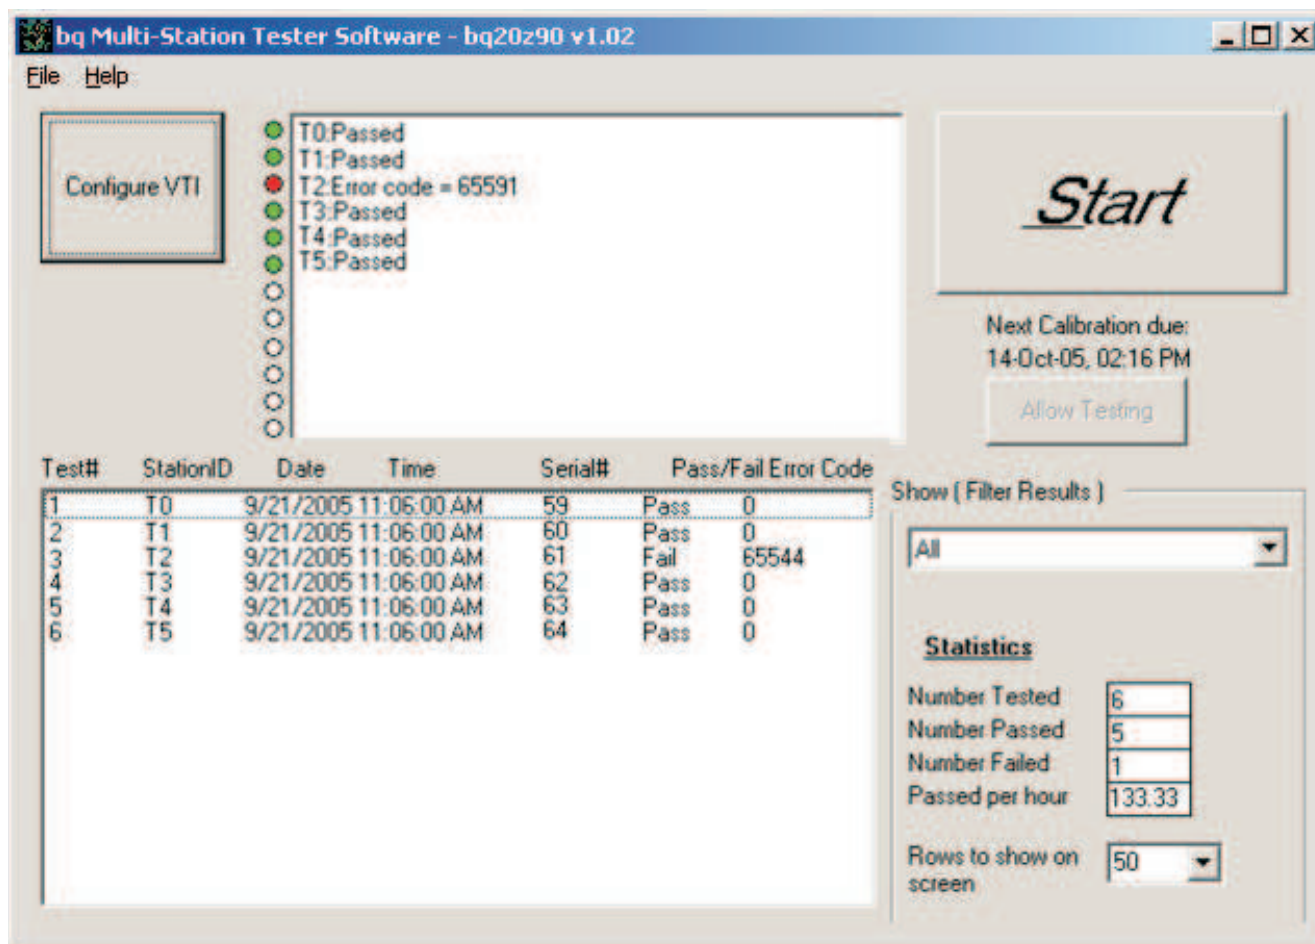 bq Multi-Station Tester Software - bq20z90 v1.02
File Help
Configure VTI
T0:Passed
T1:Passed
T2:Error code = 65591
T3:Passed
T4:Passed
T5:Passed
Start
Next Calibration due:
14-Oct-05, 02:16 PM
Allow Testing
Test# StationID Date Time Serial# Pass/Fail Error Code
1 T0 9/21/2005 11:06:00 AM 59 Pass 0
2 T1 9/21/2005 11:06:00 AM 60 Pass 0
3 T2 9/21/2005 11:06:00 AM 61 Fail 65544
4 T3 9/21/2005 11:06:00 AM 62 Pass 0
5 T4 9/21/2005 11:06:00 AM 63 Pass 0
6 T5 9/21/2005 11:06:00 AM 64 Pass 0
Show ( Filter Results )
All
Statistics
Number Tested 6
Number Passed 5
Number Failed 1
Passed per hour 133.33
Rows to show on 50
screen